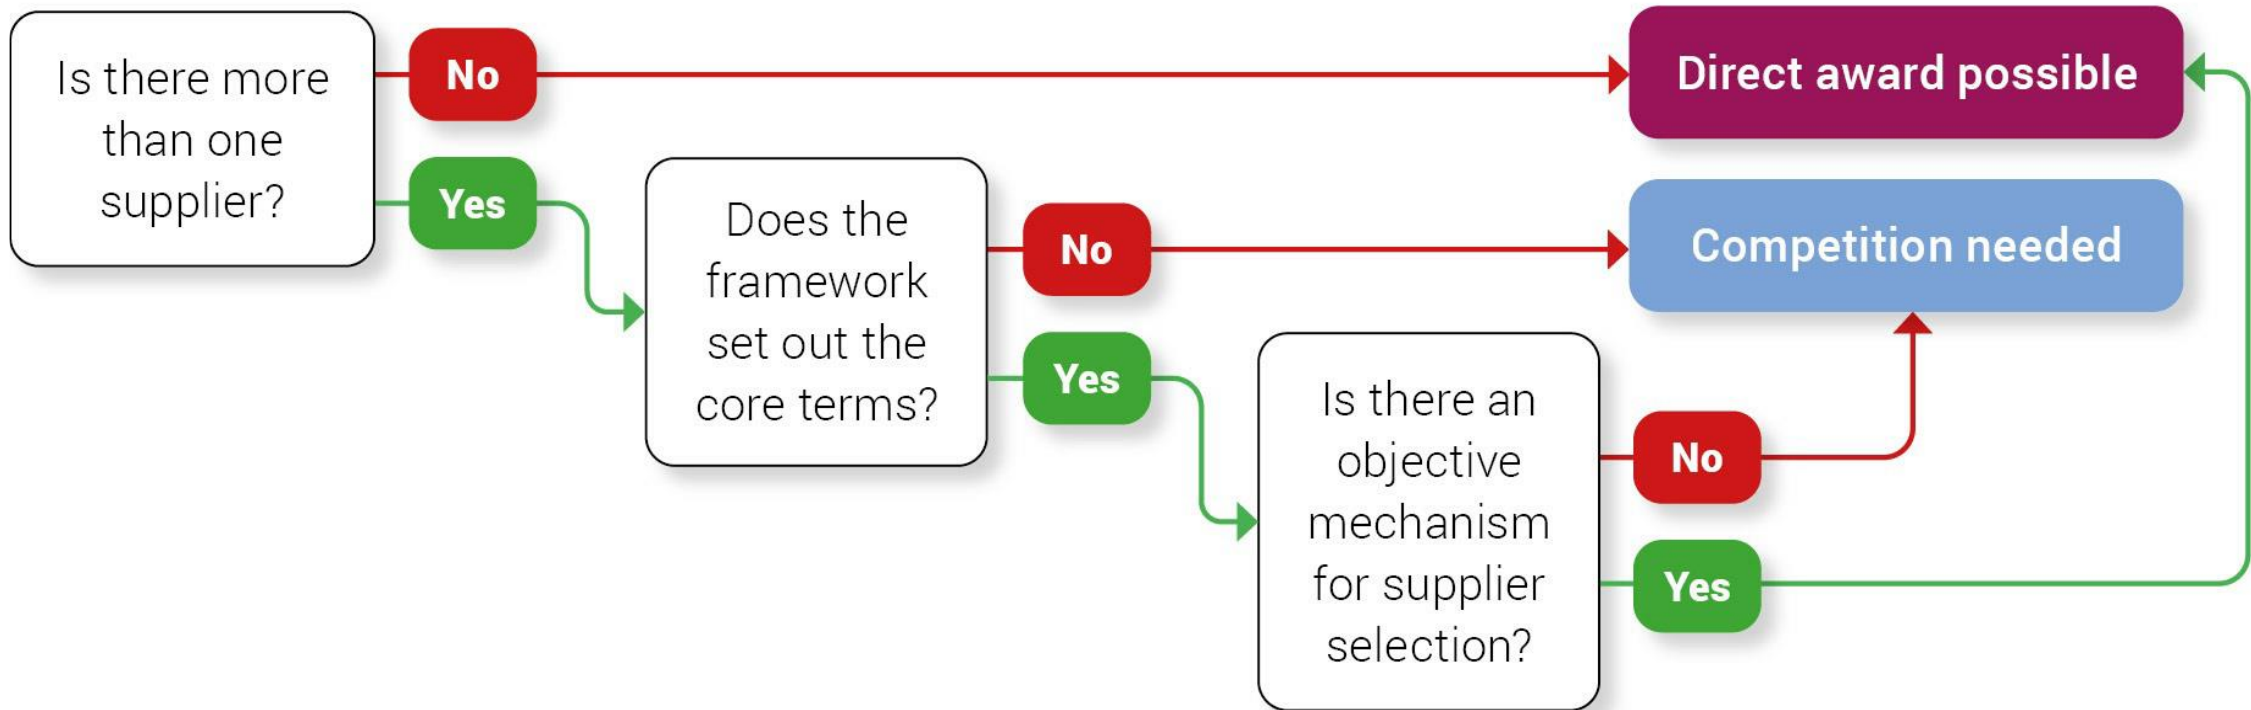 Is there more
than one
supplier?
No
Yes
Direct award possible
Does the
framework
set out the
core terms?
No
Yes
Competition needed
Is there an
objective
mechanism
for supplier
selection?
No
Yes